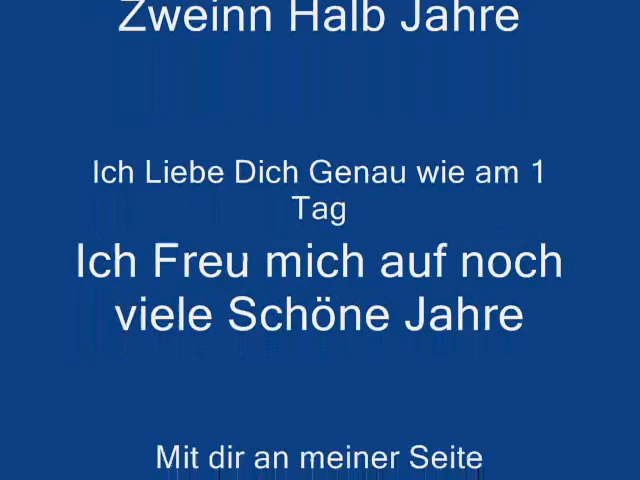 Zweinn Halb Jahre
Ich Liebe Dich Genau wie am 1
Tag
Ich Freu mich auf noch
viele Schöne Jahre
Mit dir an meiner Seite